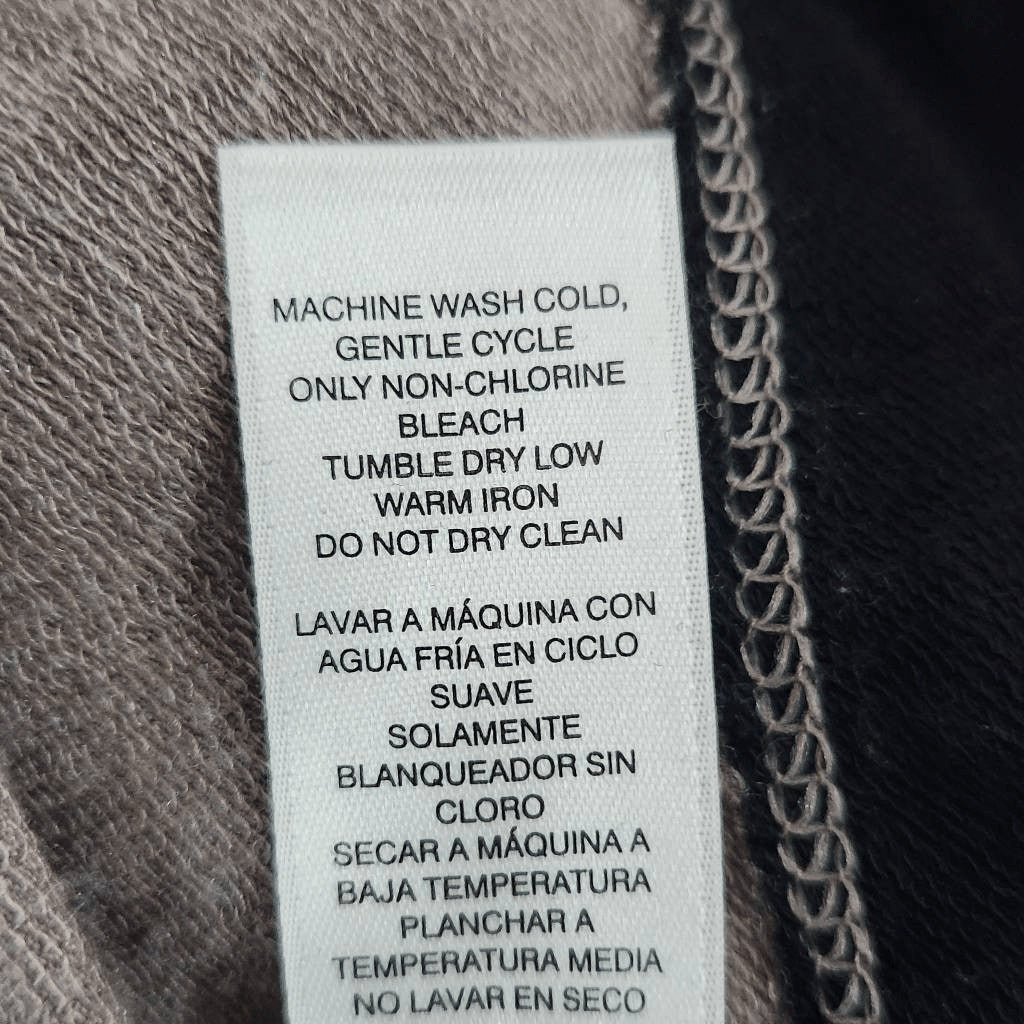 MACHINE WASH COLD,
GENTLE CYCLE
ONLY NON-CHLORINE
BLEACH
TUMBLE DRY LOW
WARM IRON
DO NOT DRY CLEAN
LAVAR A MÁQUINA CON
AGUA FRÍA EN CICLO
SUAVE
SOLAMENTE
BLANQUEADOR SIN
CLORO
SECAR A MÁQUINA A
BAJA TEMPERATURA
PLANCHAR A
TEMPERATURA MEDIA
NO LAVAR EN SECO